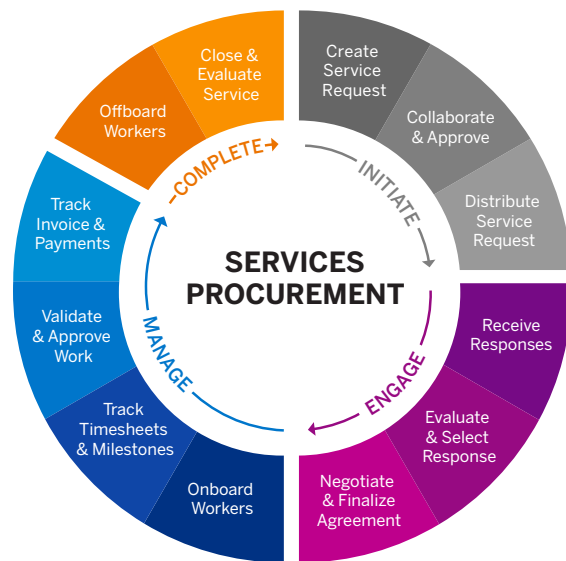 SERVICES
PROCUREMENT
INITIATE
Create
Service
Request
Collaborate
& Approve
Distribute
Service
Request
ENGAGE
Receive
Responses
Evaluate
& Select
Response
Negotiate
& Finalize
Agreement
MANAGE
Onboard
Workers
Track
Timesheets
& Milestones
Validate
& Approve
Work
Track
Invoice &
Payments
COMPLETE
Offboard
Workers
Close &
Evaluate
Service